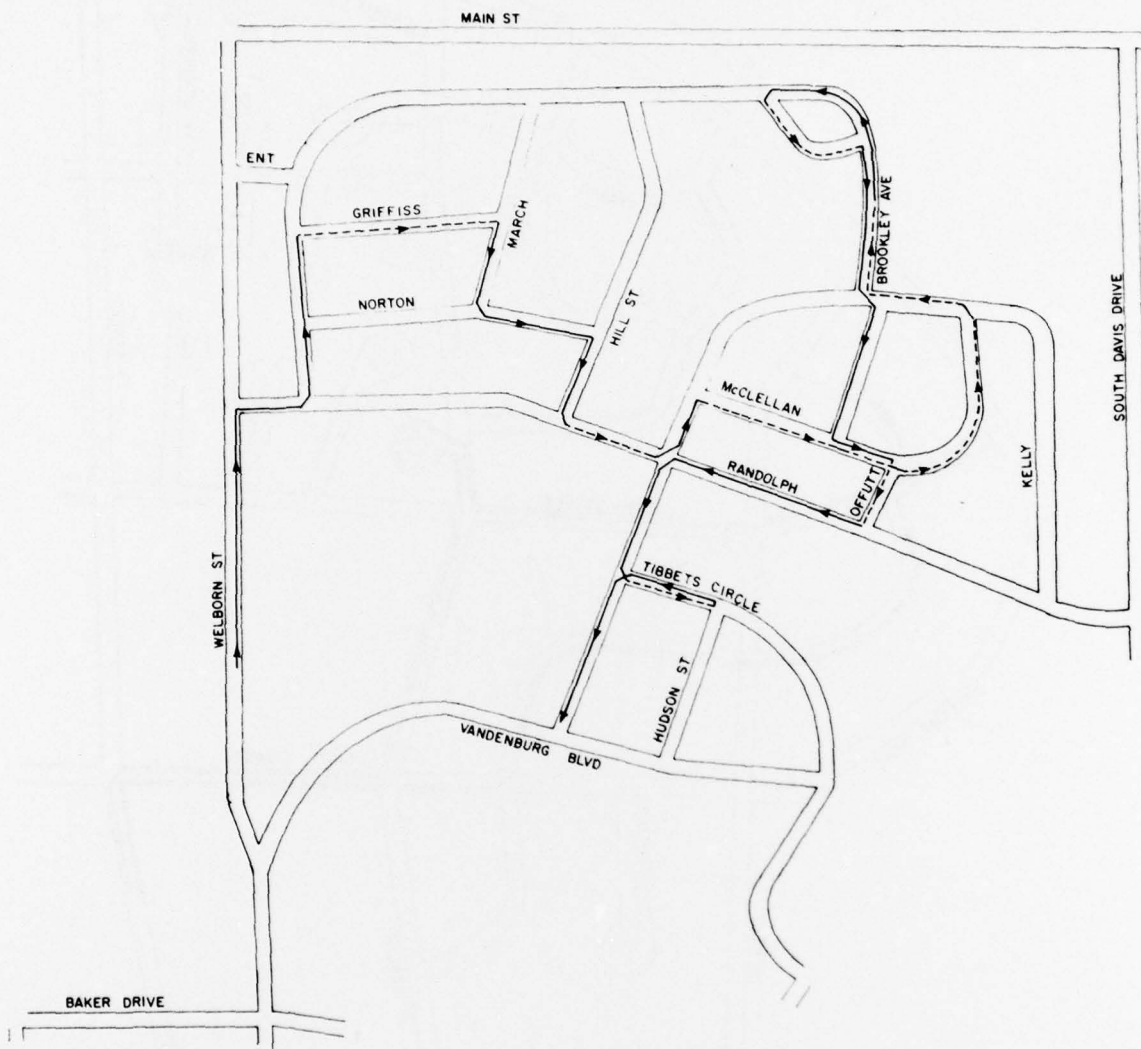 MAIN ST
ENT
GRIFFISS
MARCH
BROOKLEY AVE
NORTON
HILL ST
SOUTH DAVIS DRIVE
McCLELLAN
RANDOLPH
OFFUTT
KELLY
WELBORN ST
TIBBETS CIRCLE
HUDSON ST
VANDENBURG BLVD
BAKER DRIVE